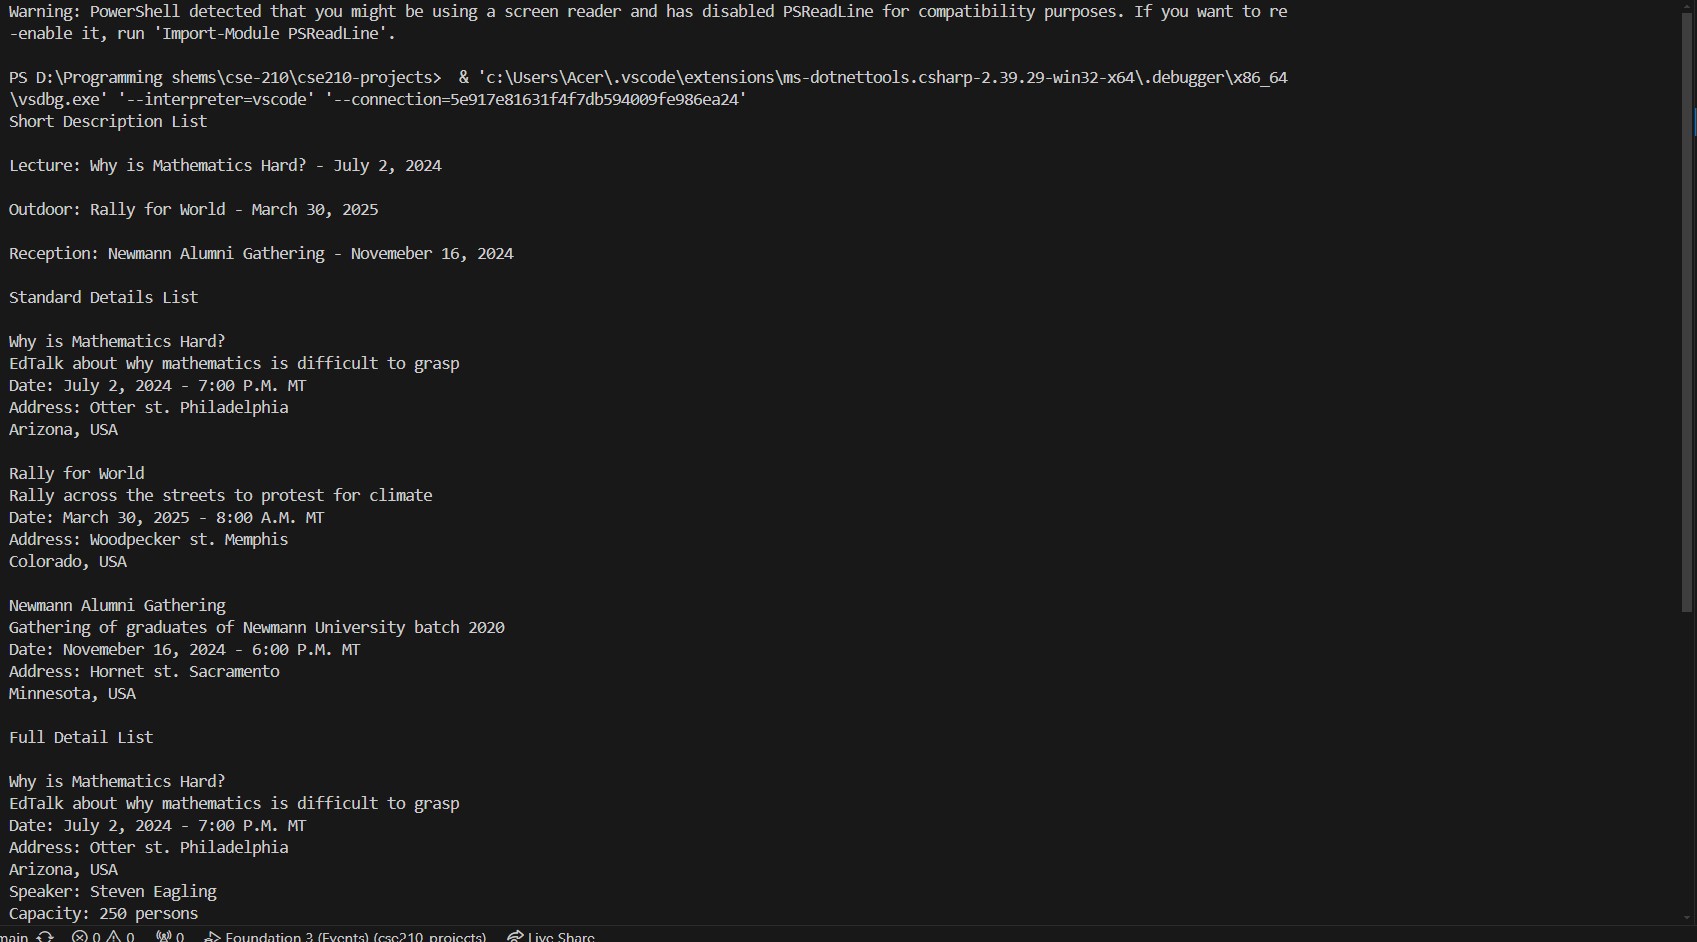 Warning: PowerShell detected that you might be using a screen reader and has disabled PSReadLine for compatibility purposes. If you want to re
-enable it, run 'Import-Module PSReadLine'.
PS D:\Programming shems\cse-210\cse210-projects>  & 'c:\Users\Acer\.vscode\extensions\ms-dotnettools.csharp-2.39.29-win32-x64\.debugger\x86_64
\vsdbg.exe' '--interpreter=vscode' '--connection=5e917e81631f4f7db594009fe986ea24'
Short Description List
Lecture: Why is Mathematics Hard? - July 2, 2024
Outdoor: Rally for World - March 30, 2025
Reception: Newmann Alumni Gathering - Novemeber 16, 2024
Standard Details List
Why is Mathematics Hard?
EdTalk about why mathematics is difficult to grasp
Date: July 2, 2024 - 7:00 P.M. MT
Address: Otter st. Philadelphia
Arizona, USA
Rally for World
Rally across the streets to protest for climate
Date: March 30, 2025 - 8:00 A.M. MT
Address: Woodpecker st. Memphis
Colorado, USA
Newmann Alumni Gathering
Gathering of graduates of Newmann University batch 2020
Date: Novemeber 16, 2024 - 6:00 P.M. MT
Address: Hornet st. Sacramento
Minnesota, USA
Full Detail List
Why is Mathematics Hard?
EdTalk about why mathematics is difficult to grasp
Date: July 2, 2024 - 7:00 P.M. MT
Address: Otter st. Philadelphia
Arizona, USA
Speaker: Steven Eagling
Capacity: 250 persons
main 0 0 0 Foundation 3 (Events) (cse210_projects) Live Share